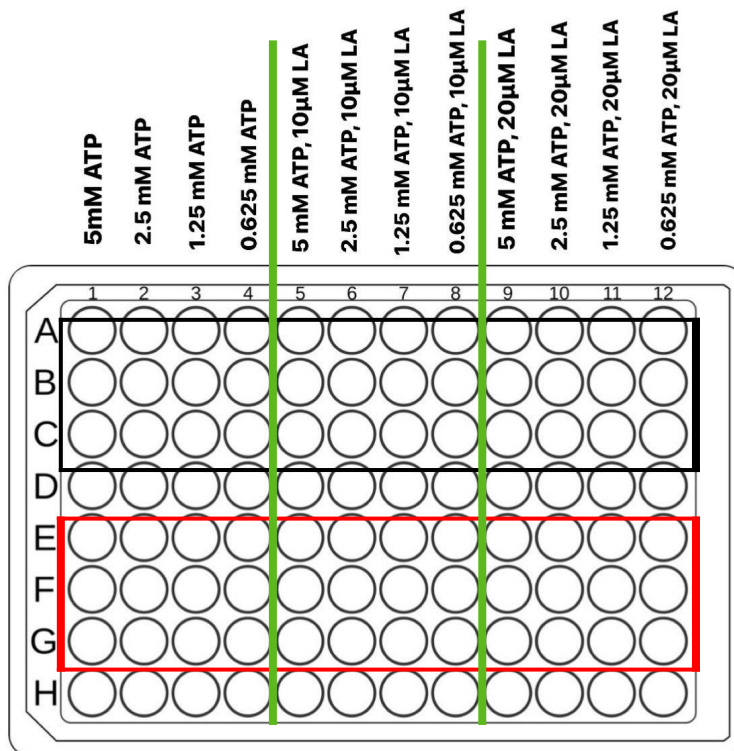 5mM ATP
2.5 mM ATP
1.25 mM ATP
0.625 mM ATP
5 mM ATP, 10µM LA
2.5 mM ATP, 10µM LA
1.25 mM ATP, 10µM LA
0.625 mM ATP, 10µM LA
5 mM ATP, 20µM LA
2.5 mM ATP, 20µM LA
1.25 mM ATP, 20µM LA
0.625 mM ATP, 20µM LA
1 2 3 4 5 6 7 8 9 10 11 12
A
B
C
D
E
F
G
H